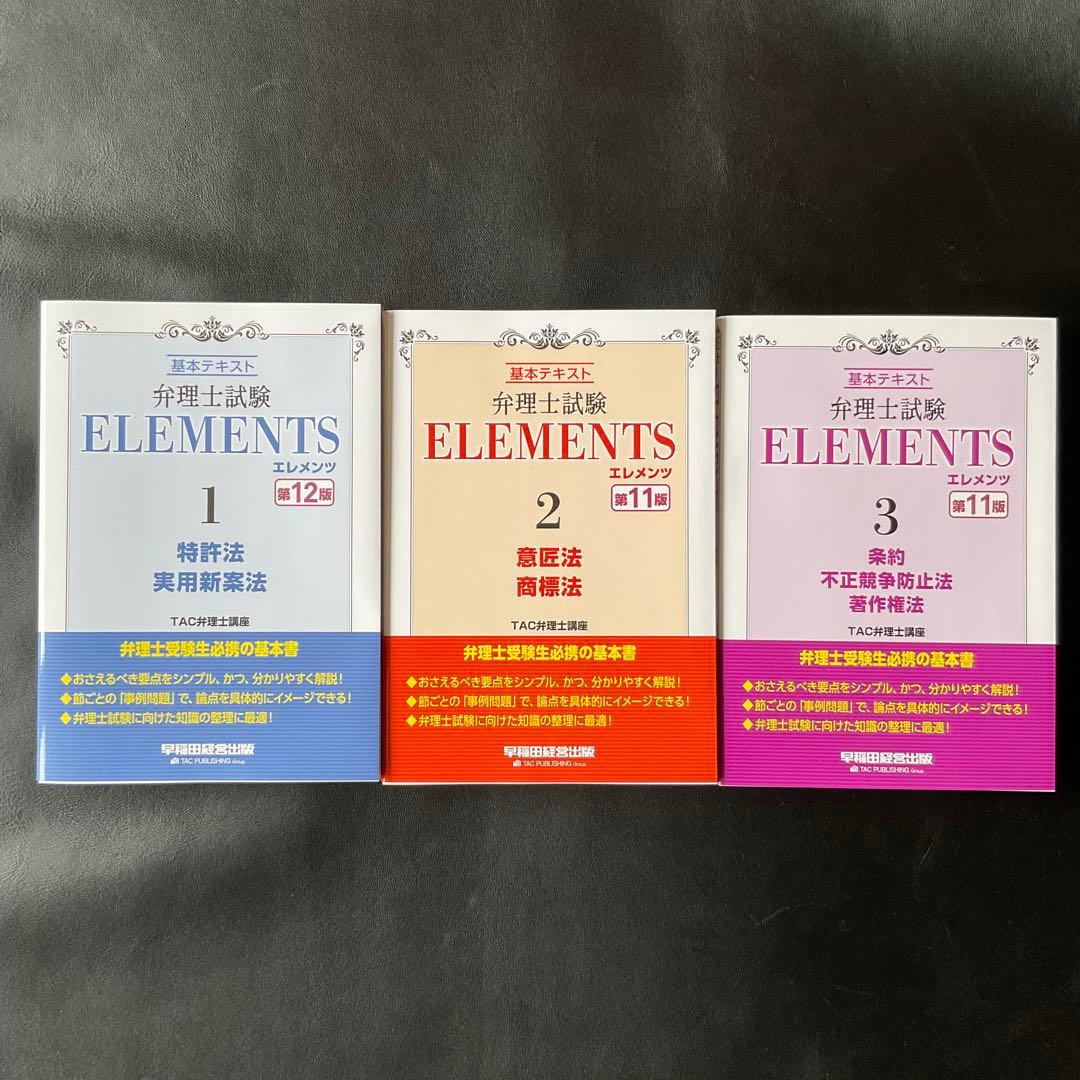 基本テキスト
弁理士試験
ELEMENTS
エレメンツ
第12版
1
特許法
実用新案法
TAC弁理士講座
弁理士受験生必携の基本書
◆おさえるべき要点をシンプル、かつ、分かりやすく解説!
◆節ごとの「事例問題」で、論点を具体的にイメージできる!
◆弁理士試験に向けた知識の整理に最適!
早稲田経営出版
TAC PUBLISHING Group
基本テキスト
弁理士試験
ELEMENTS
エレメンツ
第11版
2
意匠法
商標法
TAC弁理士講座
弁理士受験生必携の基本書
◆おさえるべき要点をシンプル、かつ、分かりやすく解説!
◆節ごとの「事例問題」で、論点を具体的にイメージできる!
◆弁理士試験に向けた知識の整理に最適!
早稲田経営出版
TAC PUBLISHING Group
基本テキスト
弁理士試験
ELEMENTS
エレメンツ
第11版
3
条約
不正競争防止法
著作権法
TAC弁理士講座
弁理士受験生必携の基本書
◆おさえるべき要点をシンプル、かつ、分かりやすく解説!
◆節ごとの「事例問題」で、論点を具体的にイメージできる!
◆弁理士試験に向けた知識の整理に最適!
早稲田経営出版
TAC PUBLISHING Group